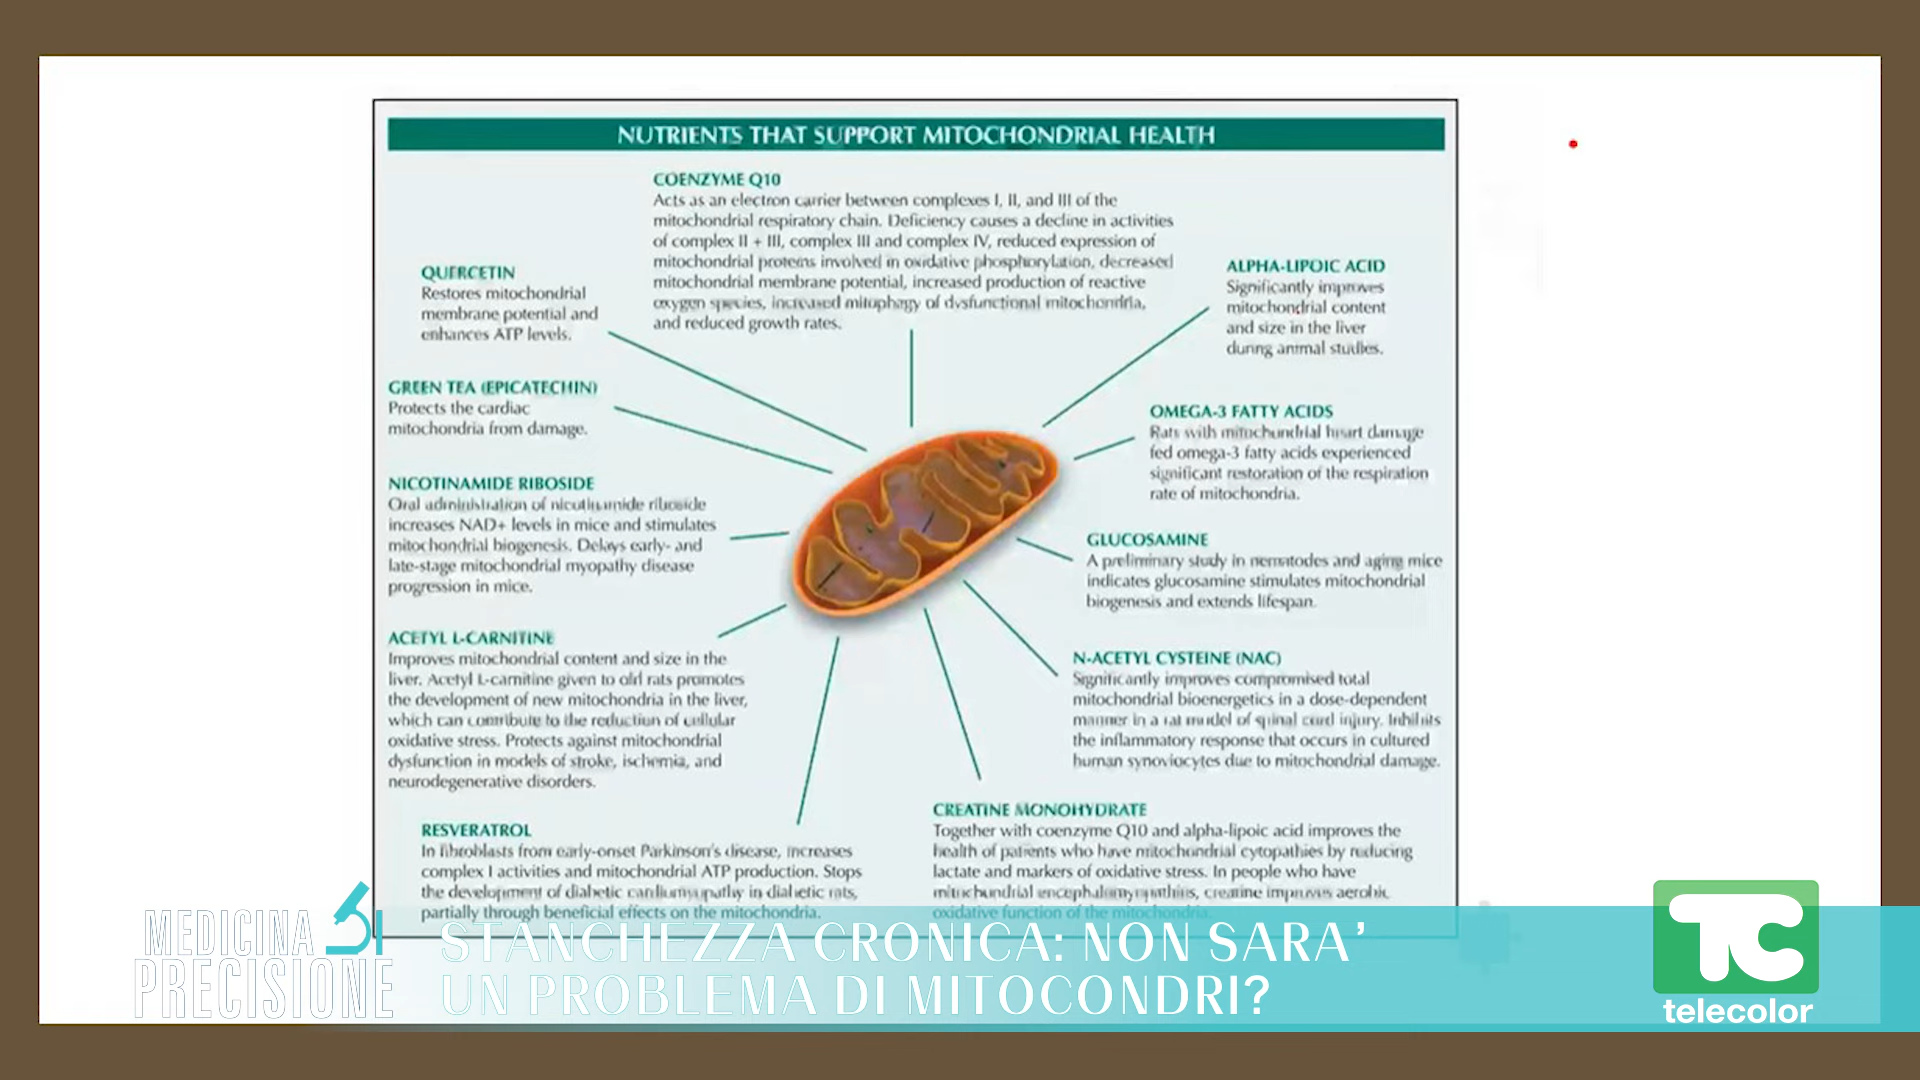 NUTRIENTS THAT SUPPORT MITOCHONDRIAL HEALTH
COENZYME Q10
Acts as an electron carrier between complexes I, II, and III of the
mitochondrial respiratory chain. Deficiency causes a decline in activities
of complex II + III, complex III and complex IV, reduced expression of
mitochondrial proteins involved in oxidative phosphorylation, decreased
mitochondrial membrane potential, increased production of reactive
oxygen species, increased mitophagy of dysfunctional mitochondria,
and reduced growth rates.
QUERCETIN
Restores mitochondrial
membrane potential and
enhances ATP levels.
ALPHA-LIPOIC ACID
Significantly improves
mitochondrial content
and size in the liver
during animal studies.
GREEN TEA (EPICATECHIN)
Protects the cardiac
mitochondria from damage.
OMEGA-3 FATTY ACIDS
Rats with mitochondrial heart damage
fed omega-3 fatty acids experienced
significant restoration of the respiration
rate of mitochondria.
NICOTINAMIDE RIBOSIDE
Oral administration of nicotinamide riboside
increases NAD+ levels in mice and stimulates
mitochondrial biogenesis. Delays early- and
late-stage mitochondrial myopathy disease
progression in mice.
GLUCOSAMINE
A preliminary study in nematodes and aging mice
indicates glucosamine stimulates mitochondrial
biogenesis and extends lifespan.
ACETYL L-CARNITINE
Improves mitochondrial content and size in the
liver. Acetyl L-carnitine given to old rats promotes
the development of new mitochondria in the liver,
which can contribute to the reduction of cellular
oxidative stress. Protects against mitochondrial
dysfunction in models of stroke, ischemia, and
neurodegenerative disorders.
N-ACETYL CYSTEINE (NAC)
Significantly improves compromised total
mitochondrial bioenergetics in a dose-dependent
manner in a rat model of spinal cord injury. Inhibits
the inflammatory response that occurs in cultured
human synoviocytes due to mitochondrial damage.
RESVERATROL
In fibroblasts from early-onset Parkinson's disease, increases
complex I activities and mitochondrial ATP production. Stops
the development of diabetic cardiomyopathy in diabetic rats,
partially through beneficial effects on the mitochondria.
CREATINE MONOHYDRATE
Together with coenzyme Q10 and alpha-lipoic acid improves the
health of patients who have mitochondrial cytopathies by reducing
lactate and markers of oxidative stress. In people who have
mitochondrial encephalomyopathies, creatine improves aerobic
oxidative function of the mitochondria.
MEDICINA DI
PRECISIONE
STANCHEZZA CRONICA: NON SARA'
UN PROBLEMA DI MITOCONDRI?
TC
telecolor